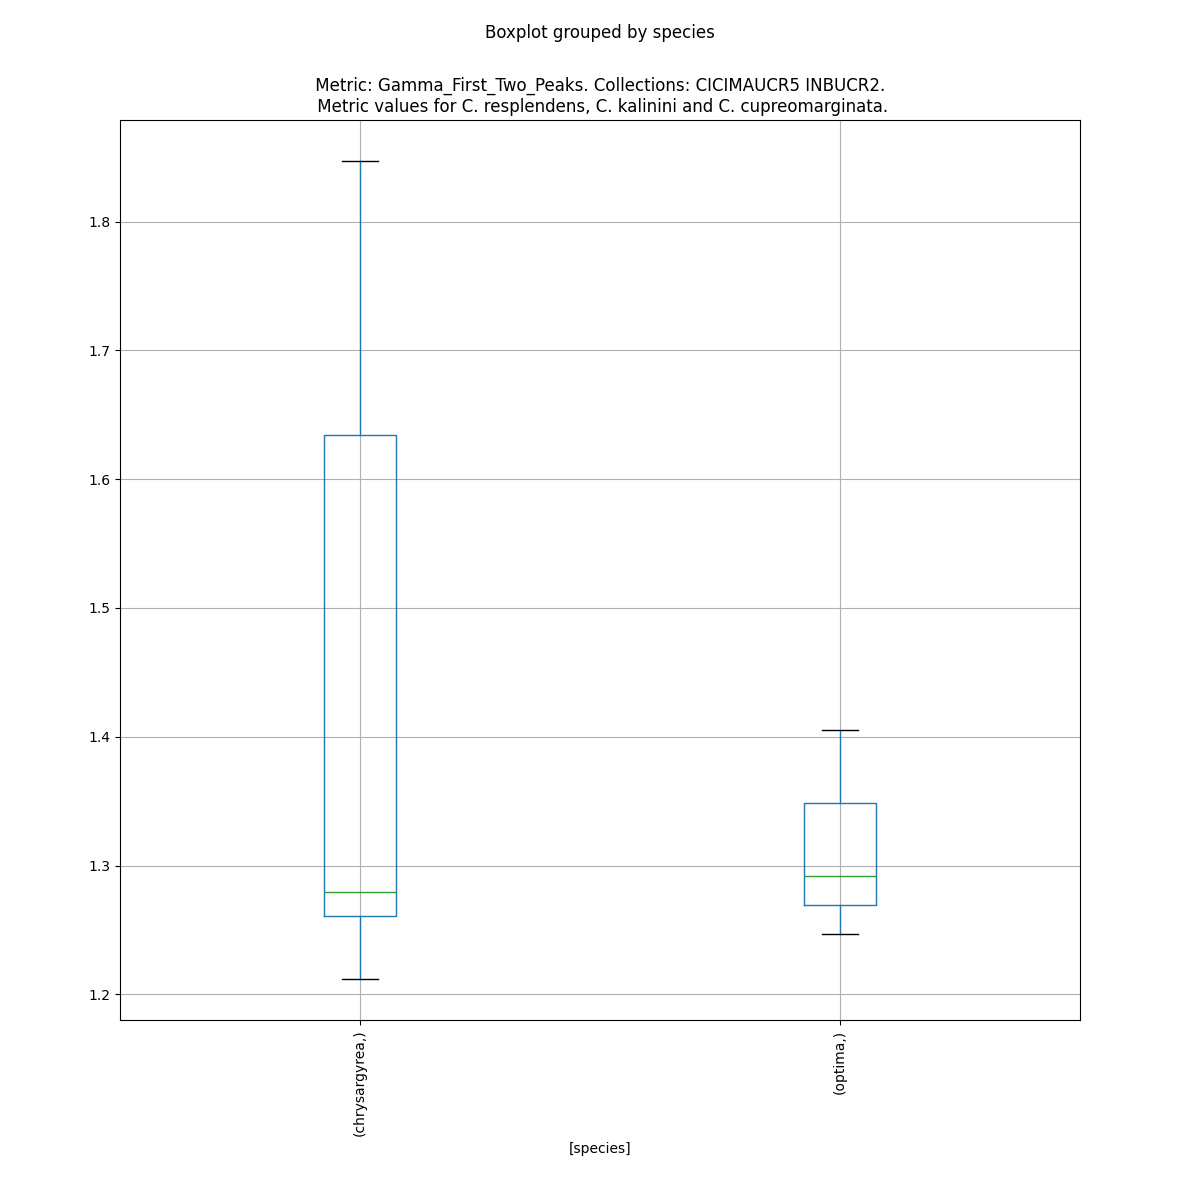 Boxplot grouped by species
Metric: Gamma_First_Two_Peaks. Collections: CICIMAUCR5 INBUCR2.
Metric values for C. resplendens, C. kalinini and C. cupreomarginata.
1.8
1.7
1.6
1.5
1.4
1.3
1.2
(chrysargyrea,)
(optima,)
[species]